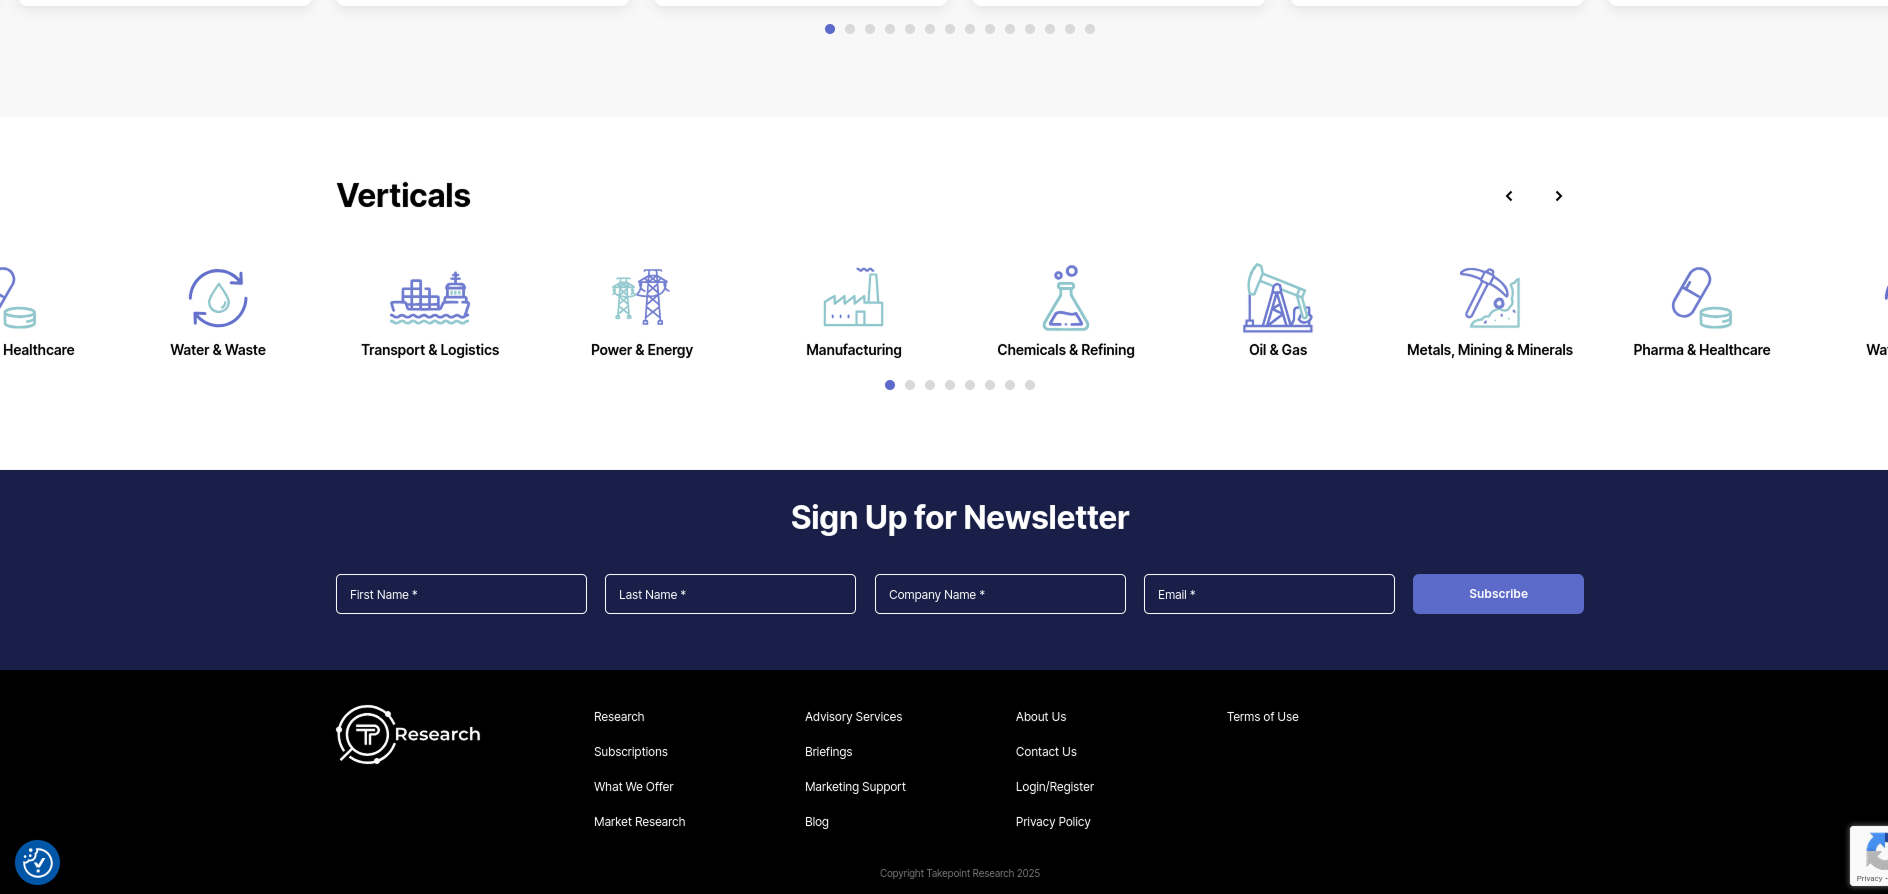 Verticals
Healthcare
Water & Waste
Transport & Logistics
Power & Energy
Manufacturing
Chemicals & Refining
Oil & Gas
Metals, Mining & Minerals
Pharma & Healthcare
Sign Up for Newsletter
First Name *
Last Name *
Company Name *
Email *
Subscribe
TP Research
Research
Subscriptions
What We Offer
Market Research
Advisory Services
Briefings
Marketing Support
Blog
About Us
Contact Us
Login/Register
Privacy Policy
Terms of Use
Copyright Takepoint Research 2025
Privacy -